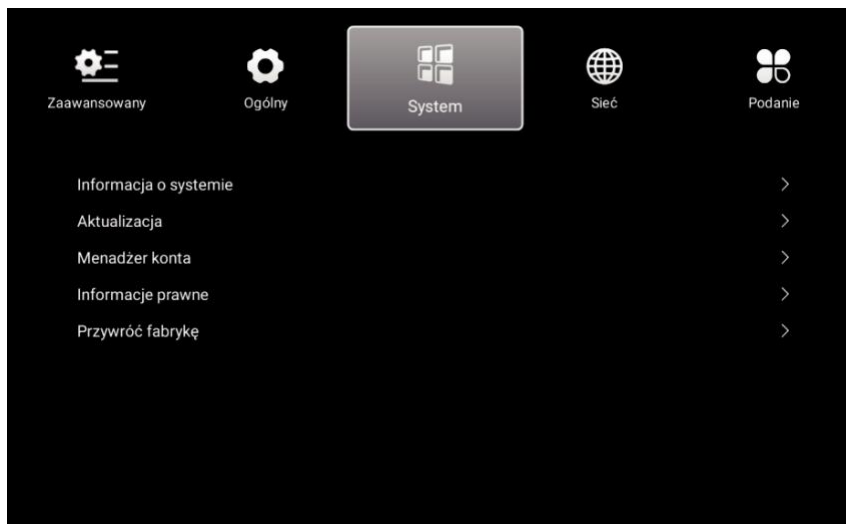 Zaawansowany
Ogólny
System
Sieć
Podanie
Informacja o systemie
Aktualizacja
Menadżer konta
Informacje prawne
Przywróć fabrykę